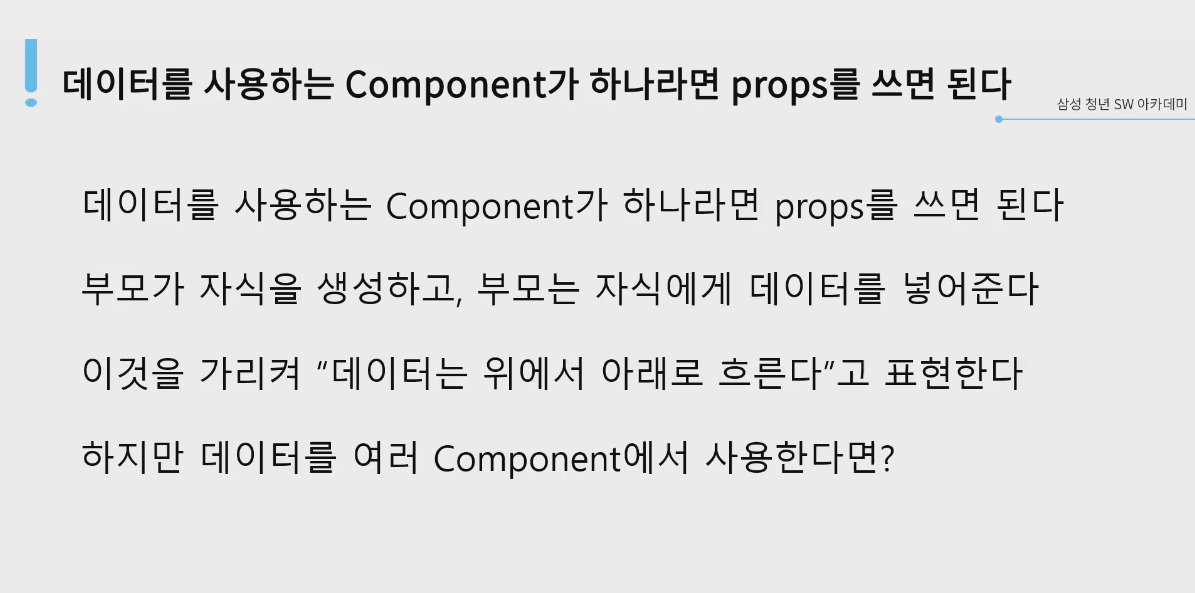 데이터를 사용하는 Component가 하나라면 props를 쓰면 된다
삼성 청년 SW 아카데미
데이터를 사용하는 Component가 하나라면 props를 쓰면 된다
부모가 자식을 생성하고, 부모는 자식에게 데이터를 넣어준다
이것을 가리켜 “데이터는 위에서 아래로 흐른다”고 표현한다
하지만 데이터를 여러 Component에서 사용한다면?